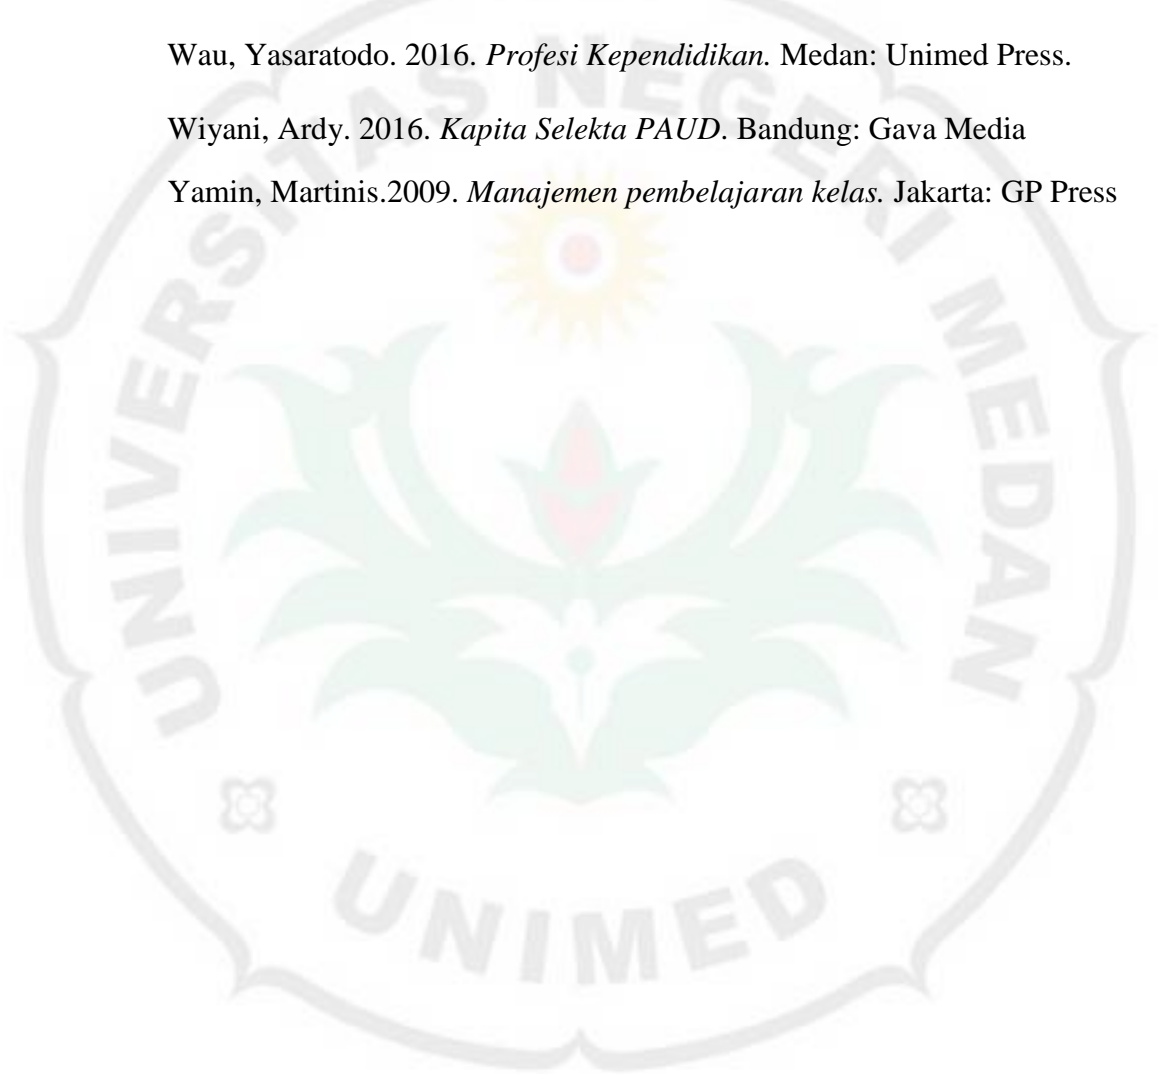 Wau, Yasaratodo. 2016. Profesi Kependidikan. Medan: Unimed Press.
Wiyani, Ardy. 2016. Kapita Selekta PAUD. Bandung: Gava Media
Yamin, Martinis.2009. Manajemen pembelajaran kelas. Jakarta: GP Press
UNIVERSITAS NEGERI MEDAN
UNIMED